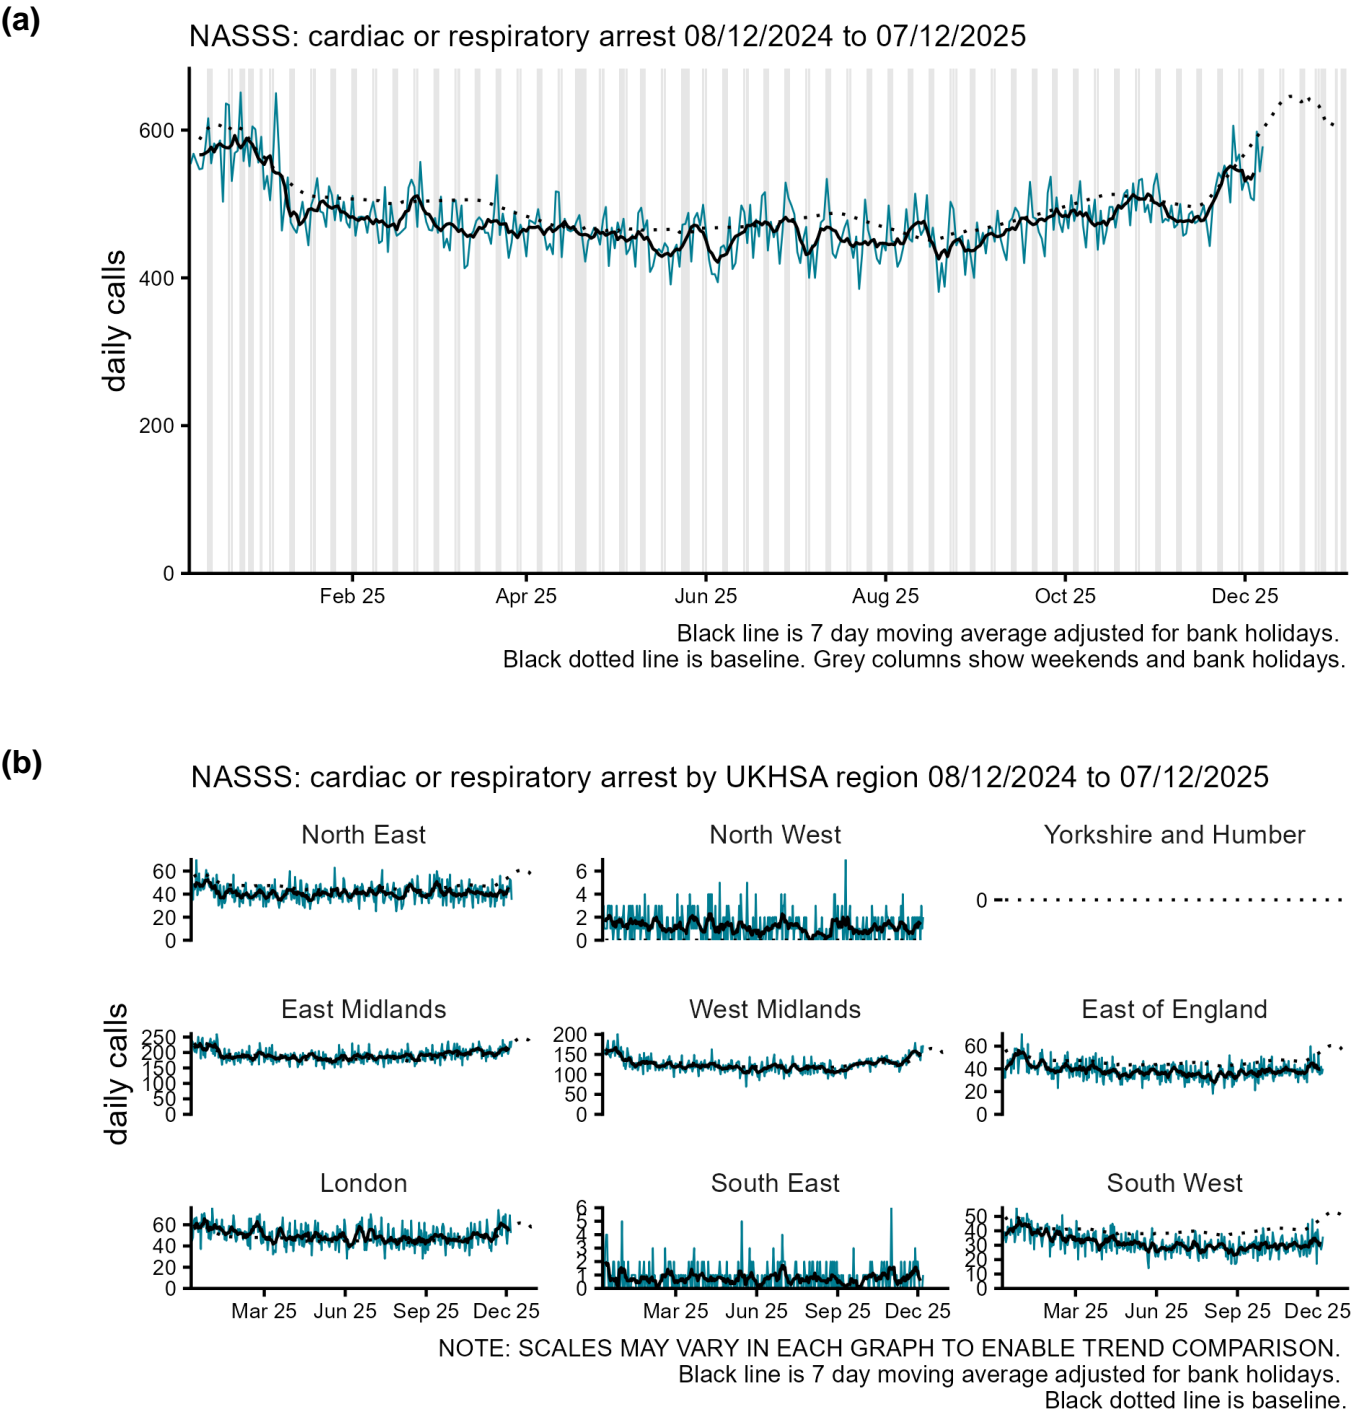 (a)
NASSS: cardiac or respiratory arrest 08/12/2024 to 07/12/2025
daily calls
600
400
200
0
Feb 25 Apr 25 Jun 25 Aug 25 Oct 25 Dec 25
Black line is 7 day moving average adjusted for bank holidays.
Black dotted line is baseline. Grey columns show weekends and bank holidays.
(b)
NASSS: cardiac or respiratory arrest by UKHSA region 08/12/2024 to 07/12/2025
daily calls
North East
60
40
20
0
North West
6
4
2
0
Yorkshire and Humber
0
East Midlands
250
200
150
100
50
0
West Midlands
200
150
100
50
0
East of England
60
40
20
0
London
60
40
20
0
Mar 25 Jun 25 Sep 25 Dec 25
South East
6
5
4
3
2
1
0
Mar 25 Jun 25 Sep 25 Dec 25
South West
50
40
30
20
10
0
Mar 25 Jun 25 Sep 25 Dec 25
NOTE: SCALES MAY VARY IN EACH GRAPH TO ENABLE TREND COMPARISON.
Black line is 7 day moving average adjusted for bank holidays.
Black dotted line is baseline.